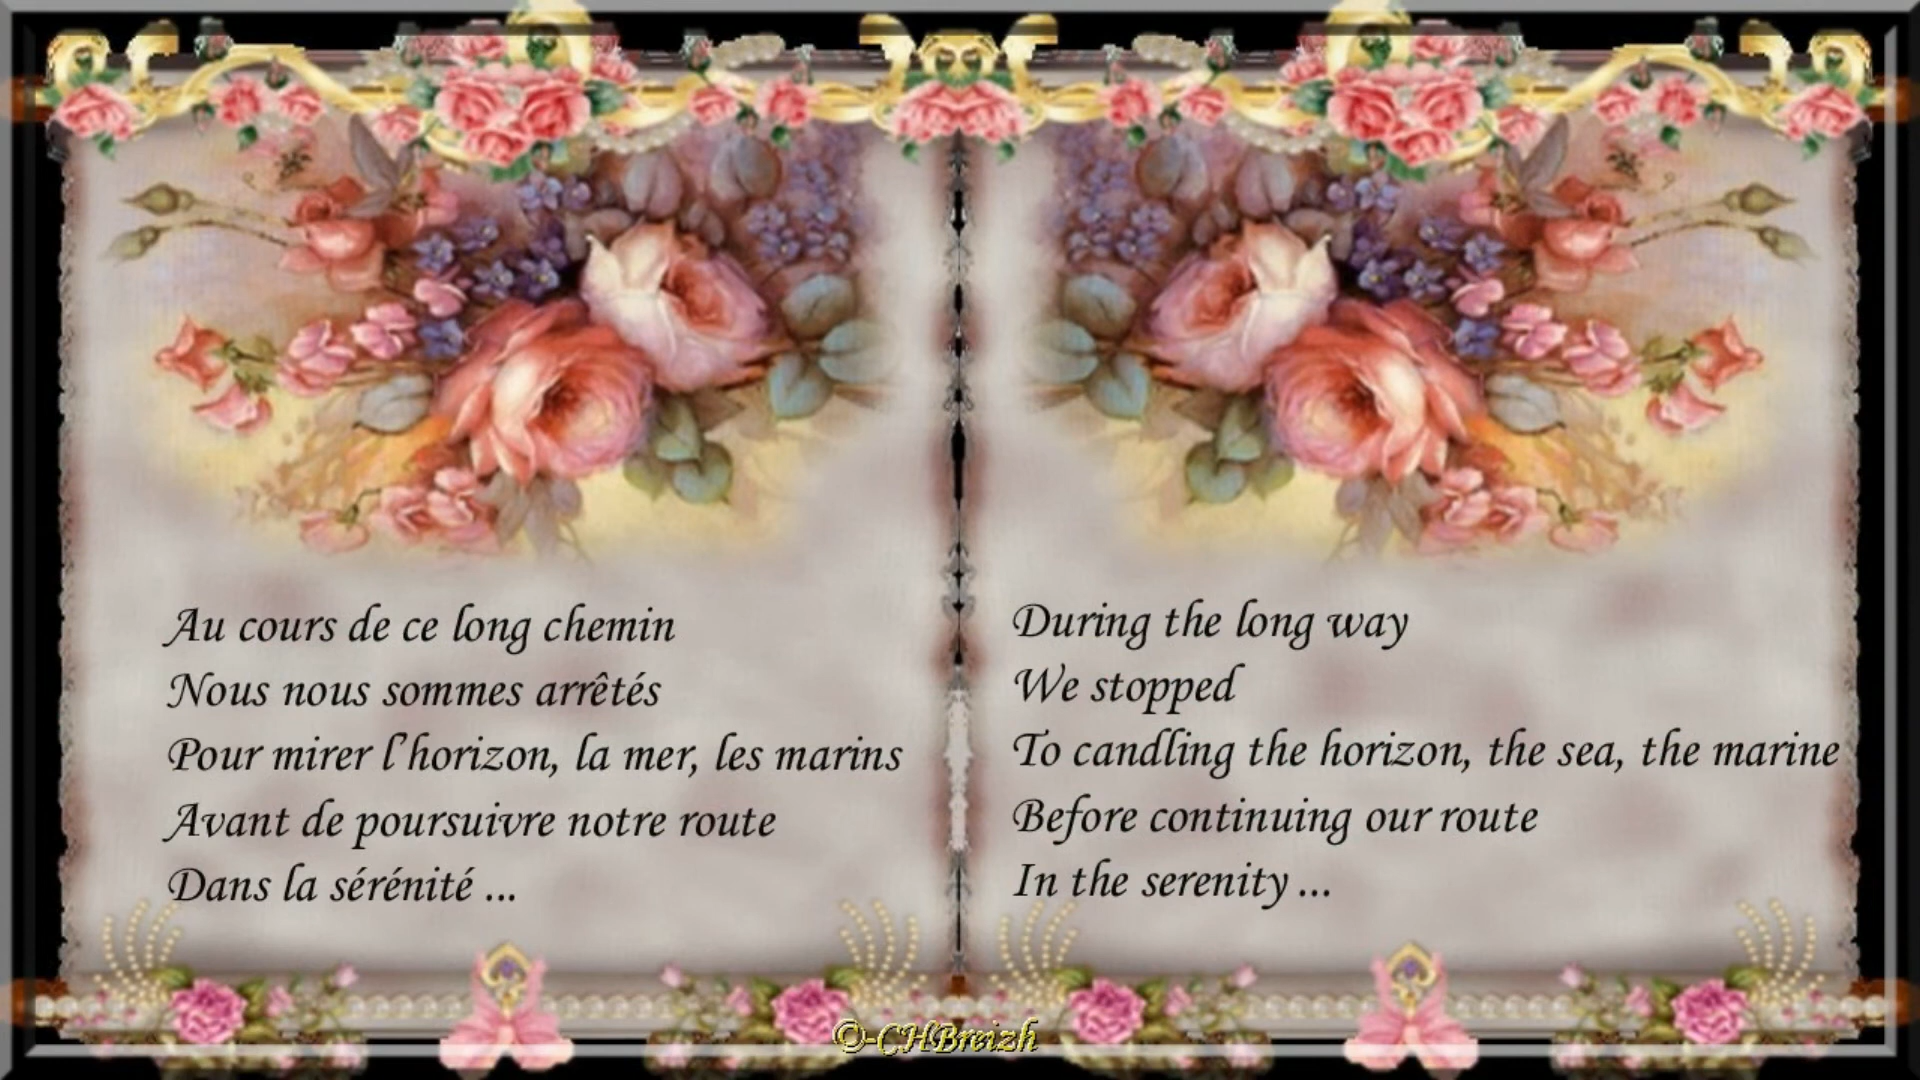 Au cours de ce long chemin
Nous nous sommes arrêtés
Pour mirer l'horizon, la mer, les marins
Avant de poursuivre notre route
Dans la sérénité ...
During the long way
We stopped
To candling the horizon, the sea, the marine
Before continuing our route
In the serenity ...
©-CHBreizh